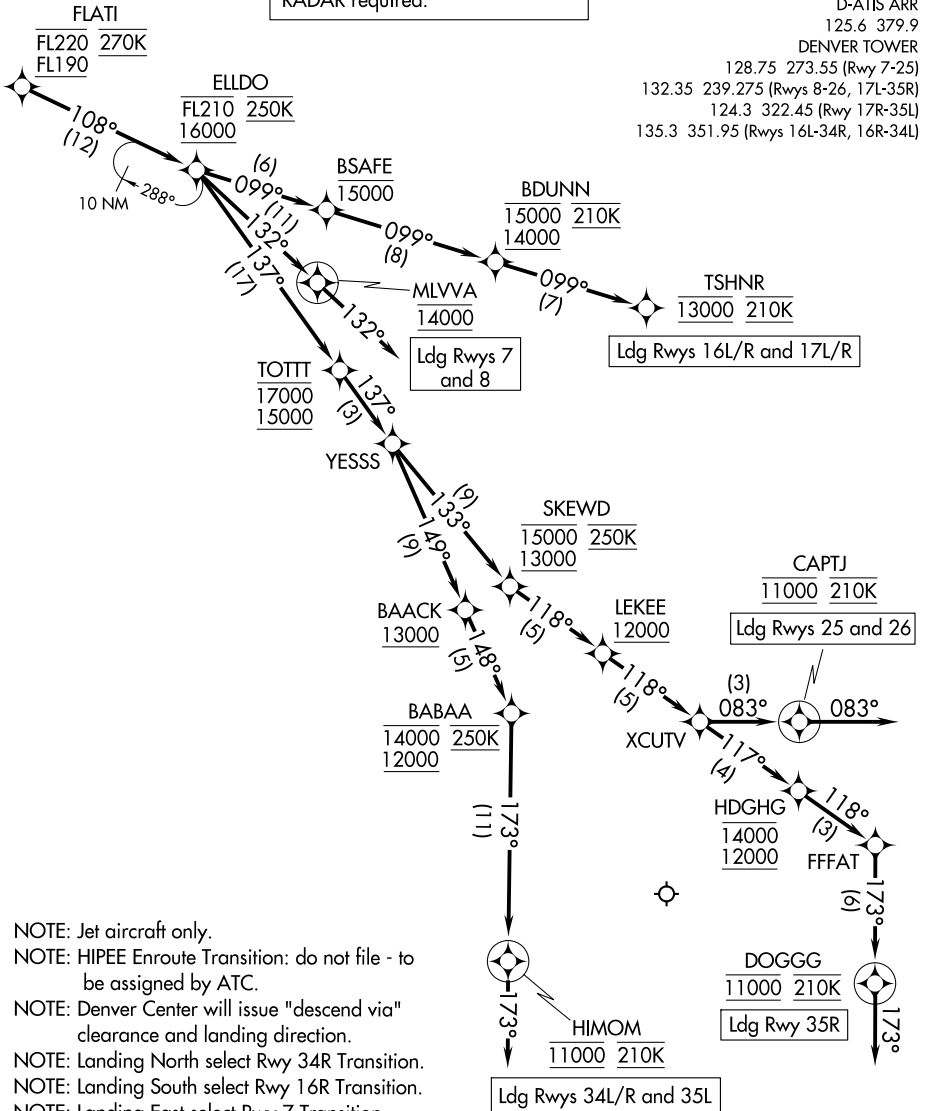 RADAR required.
D-ATIS ARR
125.6 379.9
DENVER TOWER
128.75 273.55 (Rwy 7-25)
132.35 239.275 (Rwys 8-26, 17L-35R)
124.3 322.45 (Rwy 17R-35L)
135.3 351.95 (Rwys 16L-34R, 16R-34L)
FLATI
FL220 270K
FL190
108°
(12)
ELLDO
FL210 250K
16000
10 NM
288°
(6)
099°
BSAFE
15000
099°
(8)
BDUNN
15000 210K
14000
099°
(7)
TSHNR
13000 210K
Ldg Rwys 16L/R and 17L/R
(11)
132°
MLVVA
14000
132°
Ldg Rwys 7
and 8
137°
(17)
TOTTT
17000
15000
137°
(3)
YESSS
(9)
133°
SKEWD
15000 250K
13000
118°
(5)
LEKEE
12000
118°
(5)
XCUTV
(3)
083°
CAPTJ
11000 210K
Ldg Rwys 25 and 26
083°
117°
(4)
HDGHG
14000
12000
118°
(3)
FFFAT
173°
(6)
DOGGG
11000 210K
Ldg Rwy 35R
173°
149°
(9)
BAACK
13000
148°
(5)
BABAA
14000 250K
12000
173°
(11)
HIMOM
11000 210K
173°
Ldg Rwys 34L/R and 35L
NOTE: Jet aircraft only.
NOTE: HIPEE Enroute Transition: do not file - to
be assigned by ATC.
NOTE: Denver Center will issue "descend via"
clearance and landing direction.
NOTE: Landing North select Rwy 34R Transition.
NOTE: Landing South select Rwy 16R Transition.
NOTE: Landing East select Rwy 7 Transition.